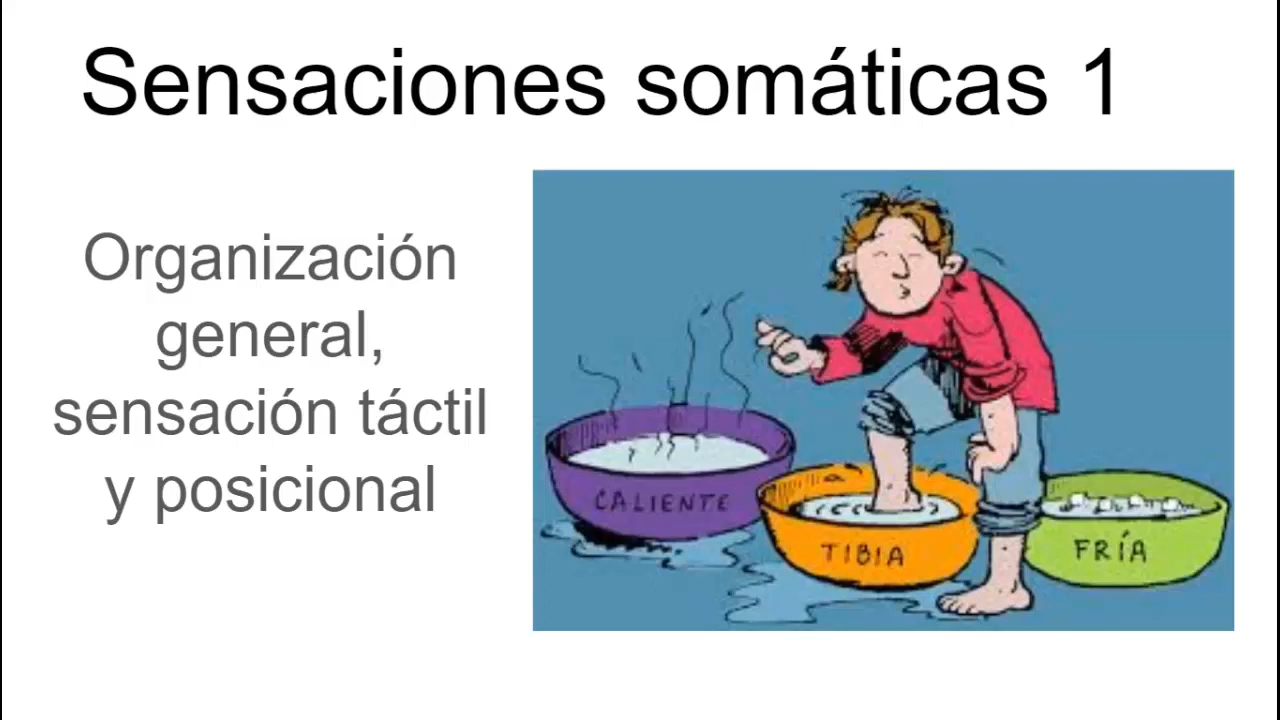 Sensaciones somáticas 1
Organización
general,
sensación táctil
y posicional
CALIENTE
TIBIA
FRÍA